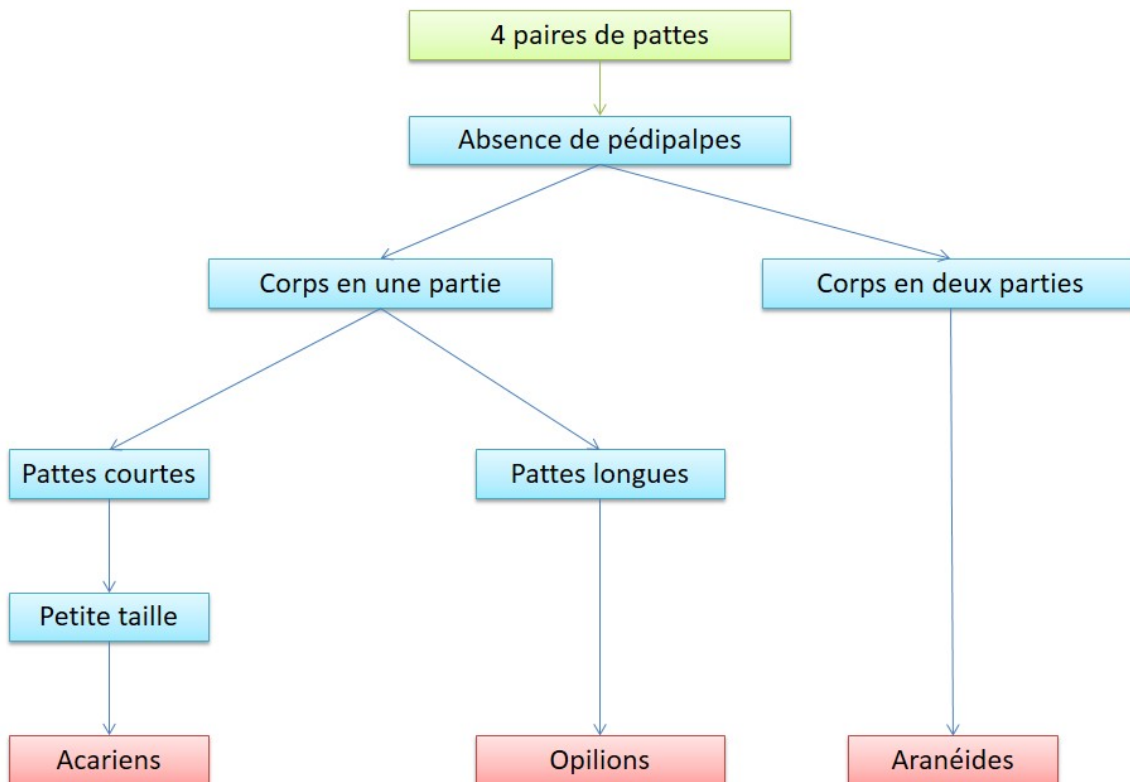 4 paires de pattes
Absence de pédipalpes
Corps en une partie
Corps en deux parties
Pattes courtes
Pattes longues
Petite taille
Acariens
Opilions
Aranéides